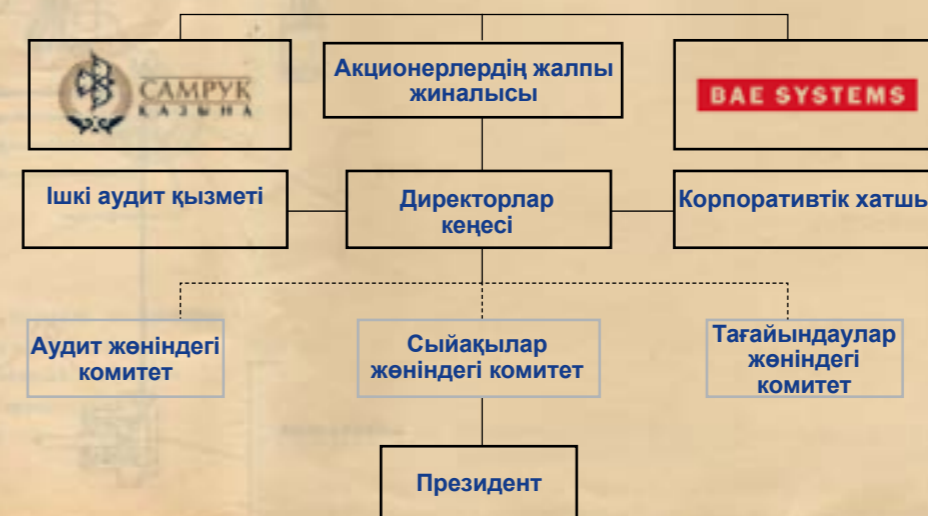 САМРУК
КАЗЫНА
Акционерлердің жалпы
жиналысы
BAE SYSTEMS
Ішкі аудит қызметі
Директорлар
кеңесі
Корпоративтік хатшы
Аудит жөніндегі
комитет
Сыйақылар
жөніндегі комитет
Тағайындаулар
жөніндегі
комитет
Президент